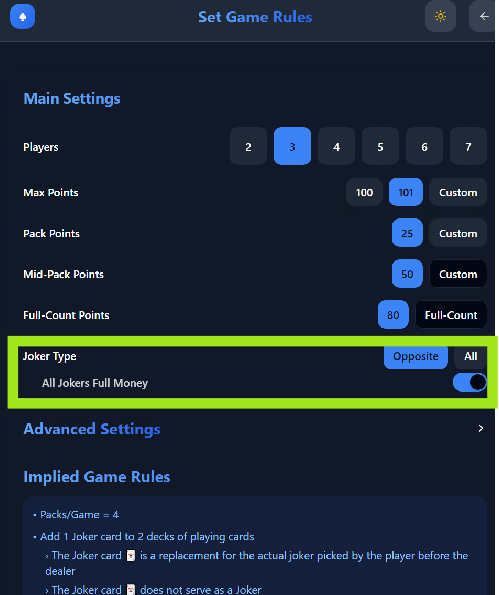 Set Game Rules
Main Settings
Players 2 3 4 5 6 7
Max Points 100 101 Custom
Pack Points 25 Custom
Mid-Pack Points 50 Custom
Full-Count Points 80 Full-Count
Joker Type Opposite All
All Jokers Full Money
Advanced Settings
Implied Game Rules
• Packs/Game = 4
• Add 1 Joker card to 2 decks of playing cards
› The Joker card 🃏 is a replacement for the actual joker picked by the player before the
dealer
› The Joker card 🃏 does not serve as a Joker